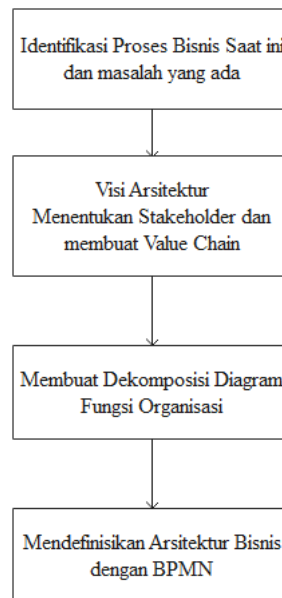 Identifikasi Proses Bisnis Saat ini
dan masalah yang ada
Visi Arsitektur
Menentukan Stakeholder dan
membuat Value Chain
Membuat Dekomposisi Diagram
Fungsi Organisasi
Mendefinisikan Arsitektur Bisnis
dengan BPMN